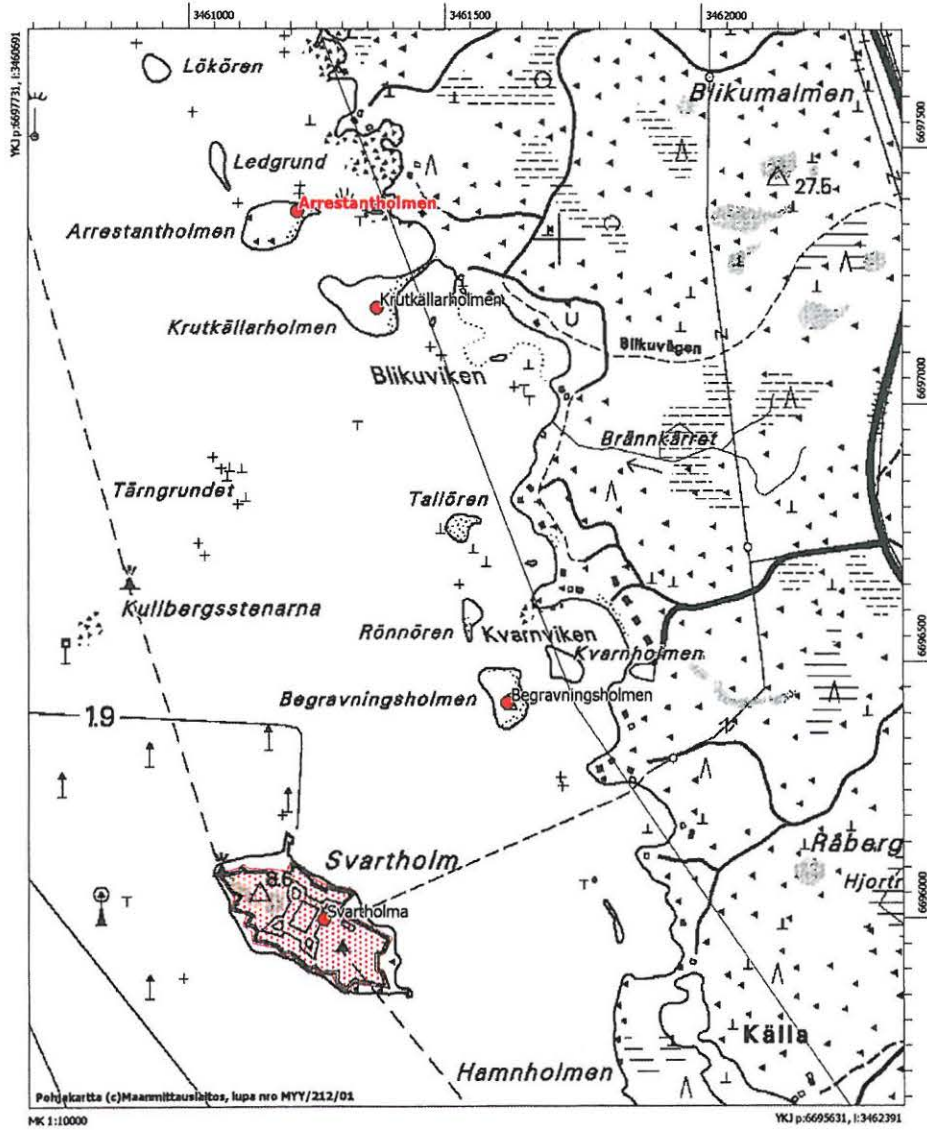 3461000
3461500
3462000
YKJ p:6697731, I:3460691
Lökören
Blikumalmen
6697500
Ledgrund
27.5
Arrestantholmen
Arrestantholmen
Krutkällarholmen
Krutkällarholmen
Blikuvägen
Blikuviken
6697000
Brännkärret
Tärngrundet
Tallören
Kullbergsstenarna
Rönnören
Kvarnviken
6696500
Kvarnholmen
Begravningsholmen
Begravningsholmen
1.9
Svartholm
Råberg
8.6
Hjortr
6696000
Svartholma
Källa
Hamnholmen
Pohjakartta (c)Maanmittauslaitos, lupa nro MYY/212/01
MK 1:10000
YKJ p:6695631, I:3462391